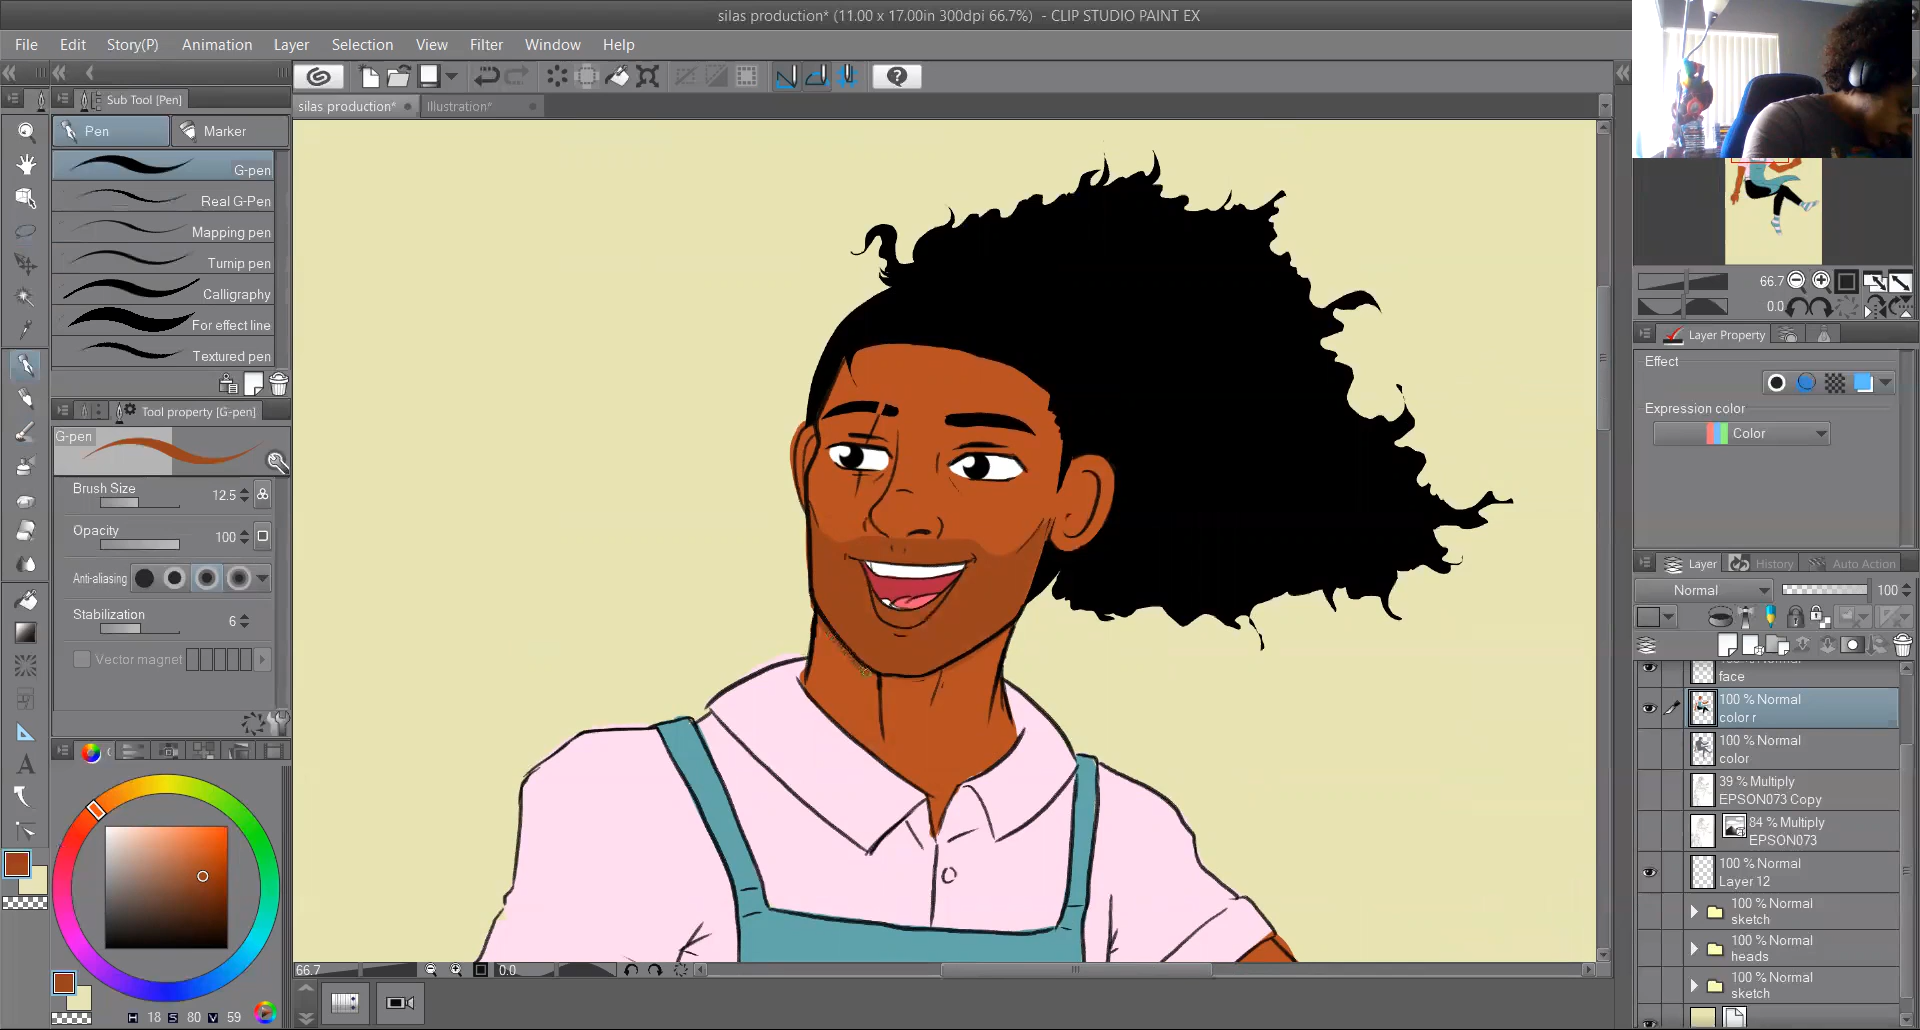 silas production* (11.00 x 17.00in 300dpi 66.7%) - CLIP STUDIO PAINT EX
File Edit Story(P) Animation Layer Selection View Filter Window Help
Sub Tool [Pen]
silas production*
Illustration*
Pen
Marker
G-pen
Real G-Pen
Mapping pen
Turnip pen
Calligraphy
For effect line
Textured pen
Tool property [G-pen]
G-pen
Brush Size 12.5
Opacity 100
Anti-aliasing
Stabilization 6
Vector magnet
H 18 S 80 V 59
66.7
0.0
66.7
0.0
Layer Property
Effect
Expression color
Color
Layer
History
Auto Action
Normal
100
face
100 % Normal
color r
100 % Normal
color
39 % Multiply
EPSON073 Copy
84 % Multiply
EPSON073
100 % Normal
Layer 12
100 % Normal
sketch
100 % Normal
heads
100 % Normal
sketch
A